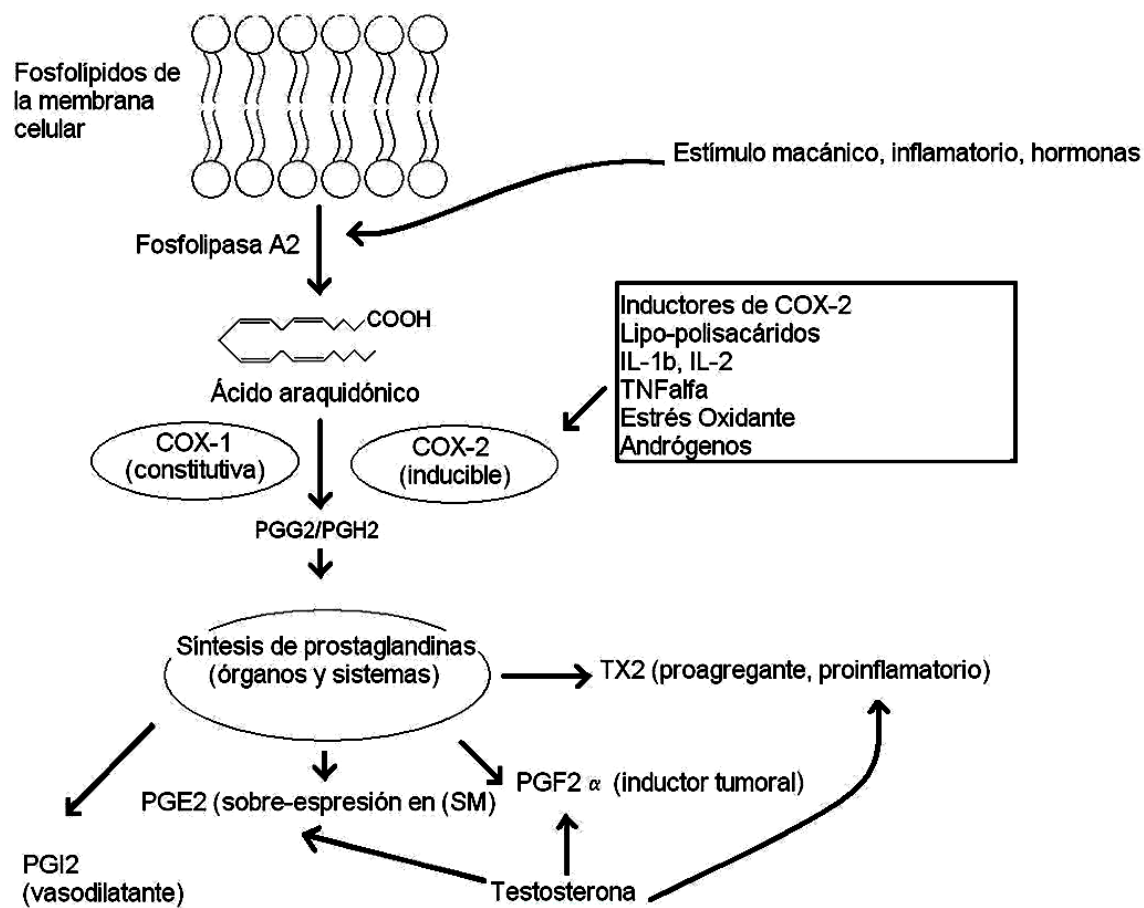 Fosfolípidos de
la membrana
celular
Estímulo macánico, inflamatorio, hormonas
Fosfolipasa A2
COOH
Ácido araquidónico
Inductores de COX-2
Lipo-polisacáridos
IL-1b, IL-2
TNFalfa
Estrés Oxidante
Andrógenos
COX-1
(constitutiva)
COX-2
(inducible)
PGG2/PGH2
Síntesis de prostaglandinas
(órganos y sistemas)
TX2 (proagregante, proinflamatorio)
PGF2 α (inductor tumoral)
PGE2 (sobre-espresión en (SM)
PGI2
(vasodilatante)
Testosterona